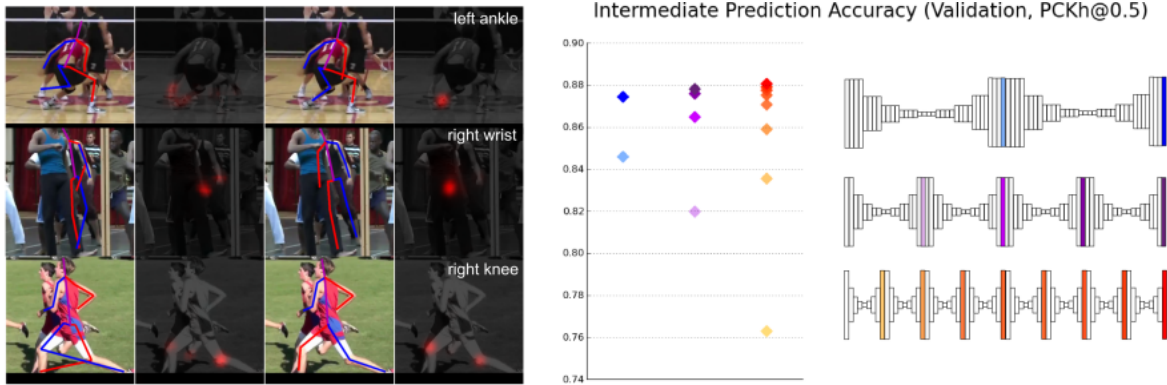 left ankle
right wrist
right knee
Intermediate Prediction Accuracy (Validation, PCKh@0.5)
0.90
0.88
0.86
0.84
0.82
0.80
0.78
0.76
0.74